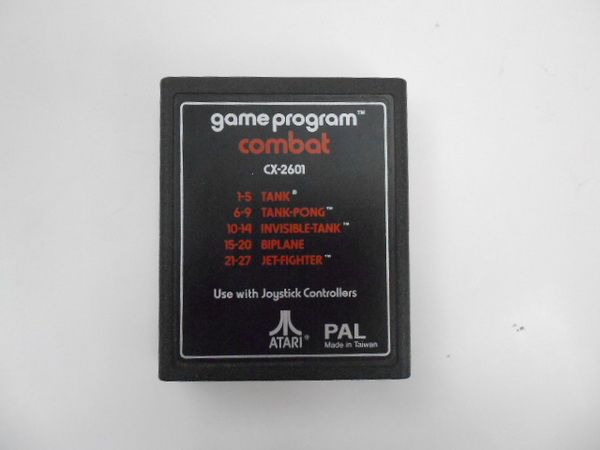 game program™
combat
CX-2601
1-5 TANK®
6-9 TANK-PONG™
10-14 INVISIBLE-TANK™
15-20 BIPLANE
21-27 JET-FIGHTER™
Use with Joystick Controllers
ATARI® PAL
Made in Taiwan